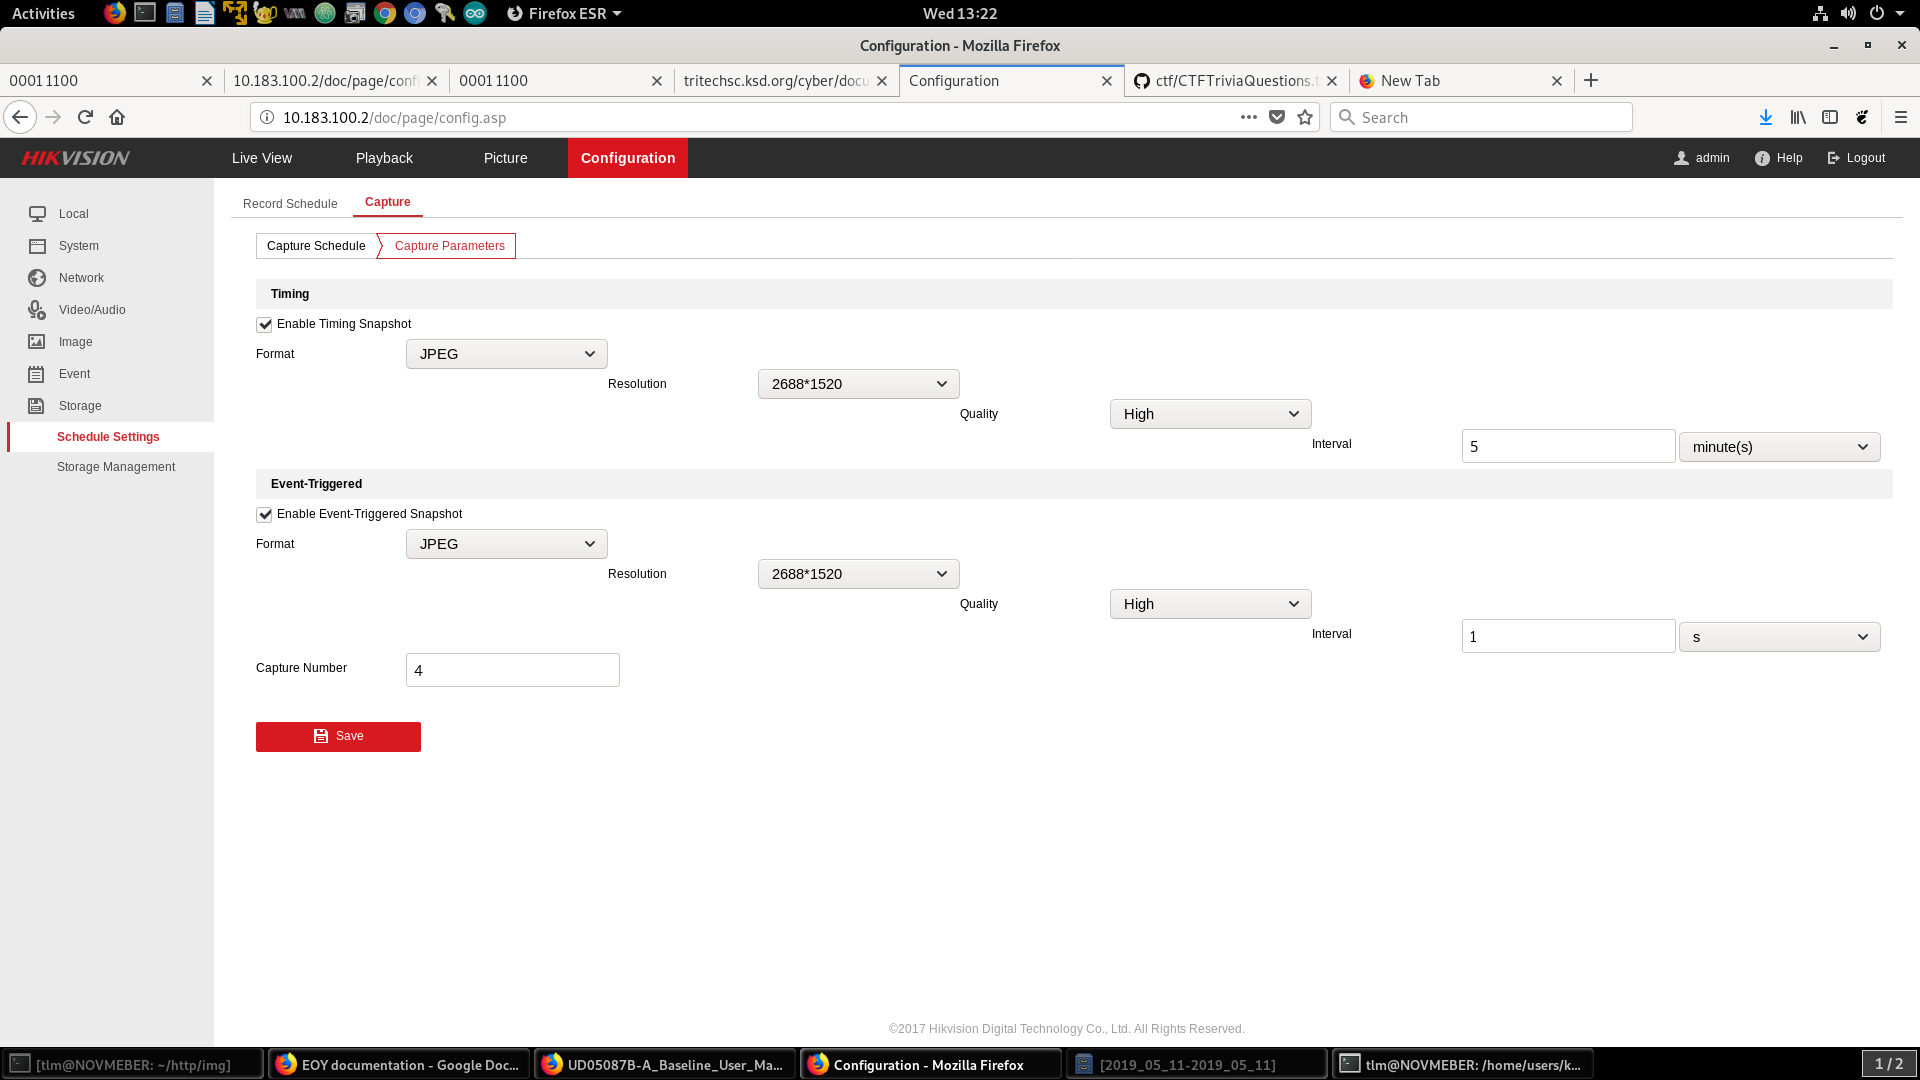 Activities
Firefox ESR
Wed 13:22
Configuration - Mozilla Firefox
00011100
10.183.100.2/doc/page/confi
00011100
tritechsc.ksd.org/cyber/docu
Configuration
ctf/CTFTriviaQuestions.t
New Tab
10.183.100.2/doc/page/config.asp
Search
HIKVISION
Live View
Playback
Picture
Configuration
admin
Help
Logout
Local
System
Network
Video/Audio
Image
Event
Storage
Schedule Settings
Storage Management
Record Schedule
Capture
Capture Schedule
Capture Parameters
Timing
Enable Timing Snapshot
Format
JPEG
Resolution
2688*1520
Quality
High
Interval
5
minute(s)
Event-Triggered
Enable Event-Triggered Snapshot
Format
JPEG
Resolution
2688*1520
Quality
High
Interval
1
s
Capture Number
4
Save
©2017 Hikvision Digital Technology Co., Ltd. All Rights Reserved.
[tlm@NOVMEBER: ~/http/img]
EOY documentation - Google Doc...
UD05087B-A_Baseline_User_Ma...
Configuration - Mozilla Firefox
[2019_05_11-2019_05_11]
tlm@NOVMEBER: /home/users/k...
1 / 2